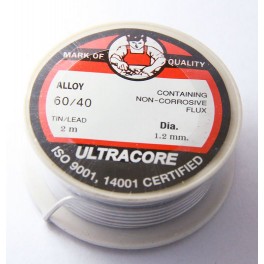 MARK OF QUALITY
ALLOY
60/40
TIN/LEAD
2 m
CONTAINING
NON-CORROSIVE
FLUX
Dia.
1.2 mm.
ULTRACORE
ISO 9001, 14001 CERTIFIED